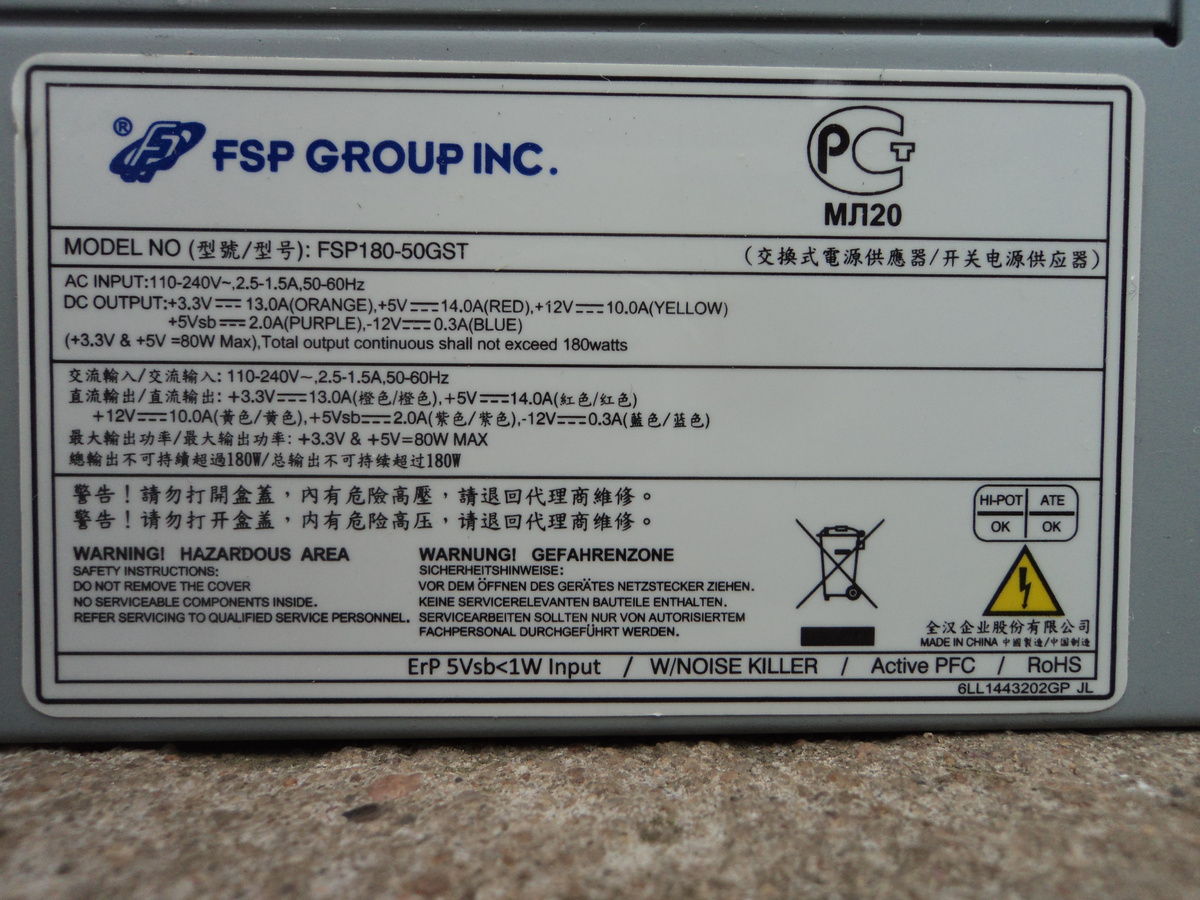 ® FSP GROUP INC.
PCT
МЛ20
MODEL NO (型號/型号): FSP180-50GST
(交換式電源供應器/开关电源供应器)
AC INPUT:110-240V~,2.5-1.5A,50-60Hz
DC OUTPUT:+3.3V⎓13.0A(ORANGE),+5V⎓14.0A(RED),+12V⎓10.0A(YELLOW)
+5Vsb⎓2.0A(PURPLE),-12V⎓0.3A(BLUE)
(+3.3V & +5V =80W Max),Total output continuous shall not exceed 180watts
交流輸入/交流输入: 110-240V~,2.5-1.5A,50-60Hz
直流輸出/直流输出: +3.3V⎓13.0A(橙色/橙色),+5V⎓14.0A(紅色/红色)
+12V⎓10.0A(黃色/黄色),+5Vsb⎓2.0A(紫色/紫色),-12V⎓0.3A(藍色/蓝色)
最大輸出功率/最大输出功率: +3.3V & +5V=80W MAX
總輸出不可持續超過180W/总输出不可持续超过180W
警告！請勿打開盒蓋，內有危險高壓，請退回代理商維修。
警告！请勿打开盒盖，内有危险高压，请退回代理商维修。
WARNING! HAZARDOUS AREA
SAFETY INSTRUCTIONS:
DO NOT REMOVE THE COVER
NO SERVICEABLE COMPONENTS INSIDE.
REFER SERVICING TO QUALIFIED SERVICE PERSONNEL.
WARNUNG! GEFAHRENZONE
SICHERHEITSHINWEISE:
VOR DEM ÖFFNEN DES GERÄTES NETZSTECKER ZIEHEN.
KEINE SERVICERELEVANTEN BAUTEILE ENTHALTEN.
SERVICEARBEITEN SOLLTEN NUR VON AUTORISIERTEM
FACHPERSONAL DURCHGEFÜHRT WERDEN.
HI-POT ATE
OK OK
全汉企业股份有限公司
MADE IN CHINA 中國製造/中国制造
ErP 5Vsb<1W Input / W/NOISE KILLER / Active PFC / RoHS
6LL1443202GP JL